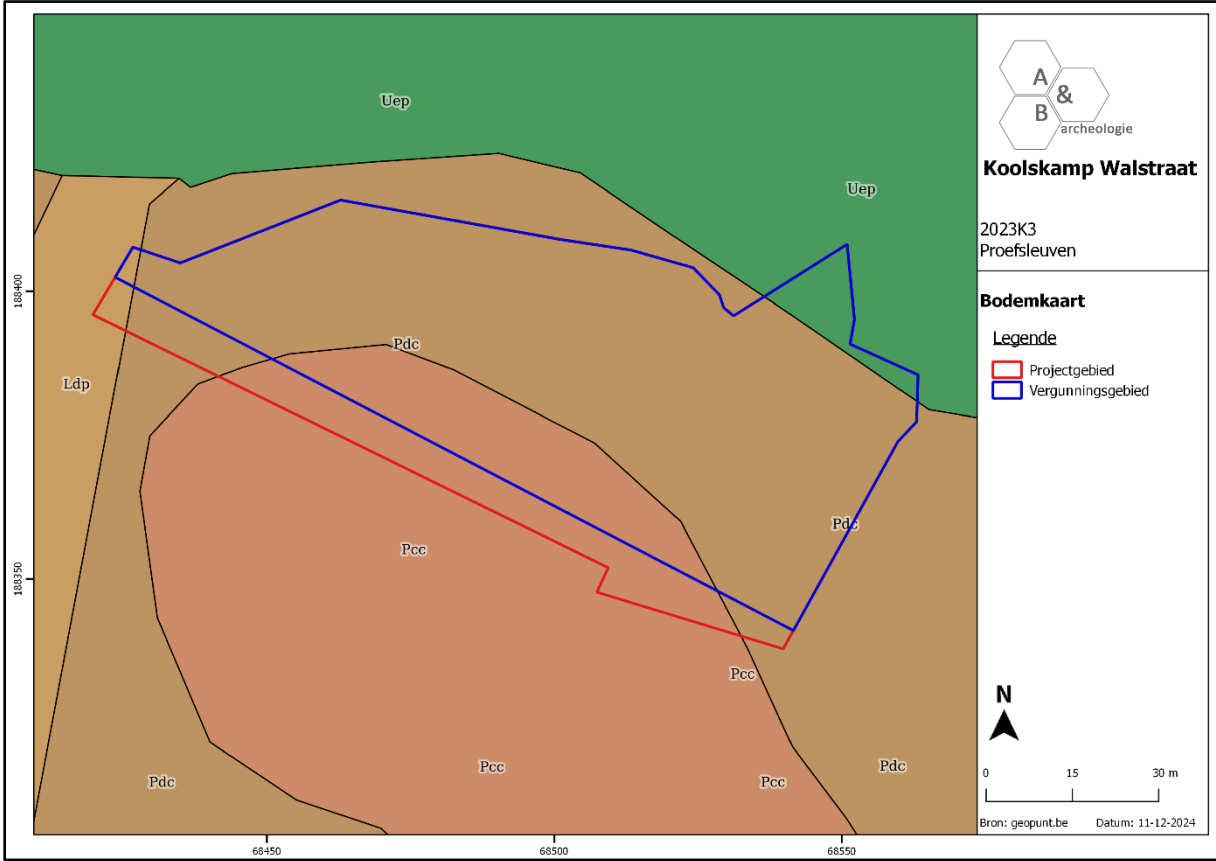 Uep
Uep
Pdc
Ldp
Pdc
Pcc
Pcc
Pdc
Pcc
Pcc
Pdc
188400
188350
68450
68500
68550
A
&
B
archeologie
Koolskamp Walstraat
2023K3
Proefsleuven
Bodemkaart
Legende
Projectgebied
Vergunningsgebied
N
0 15 30 m
Bron: geopunt.be Datum: 11-12-2024